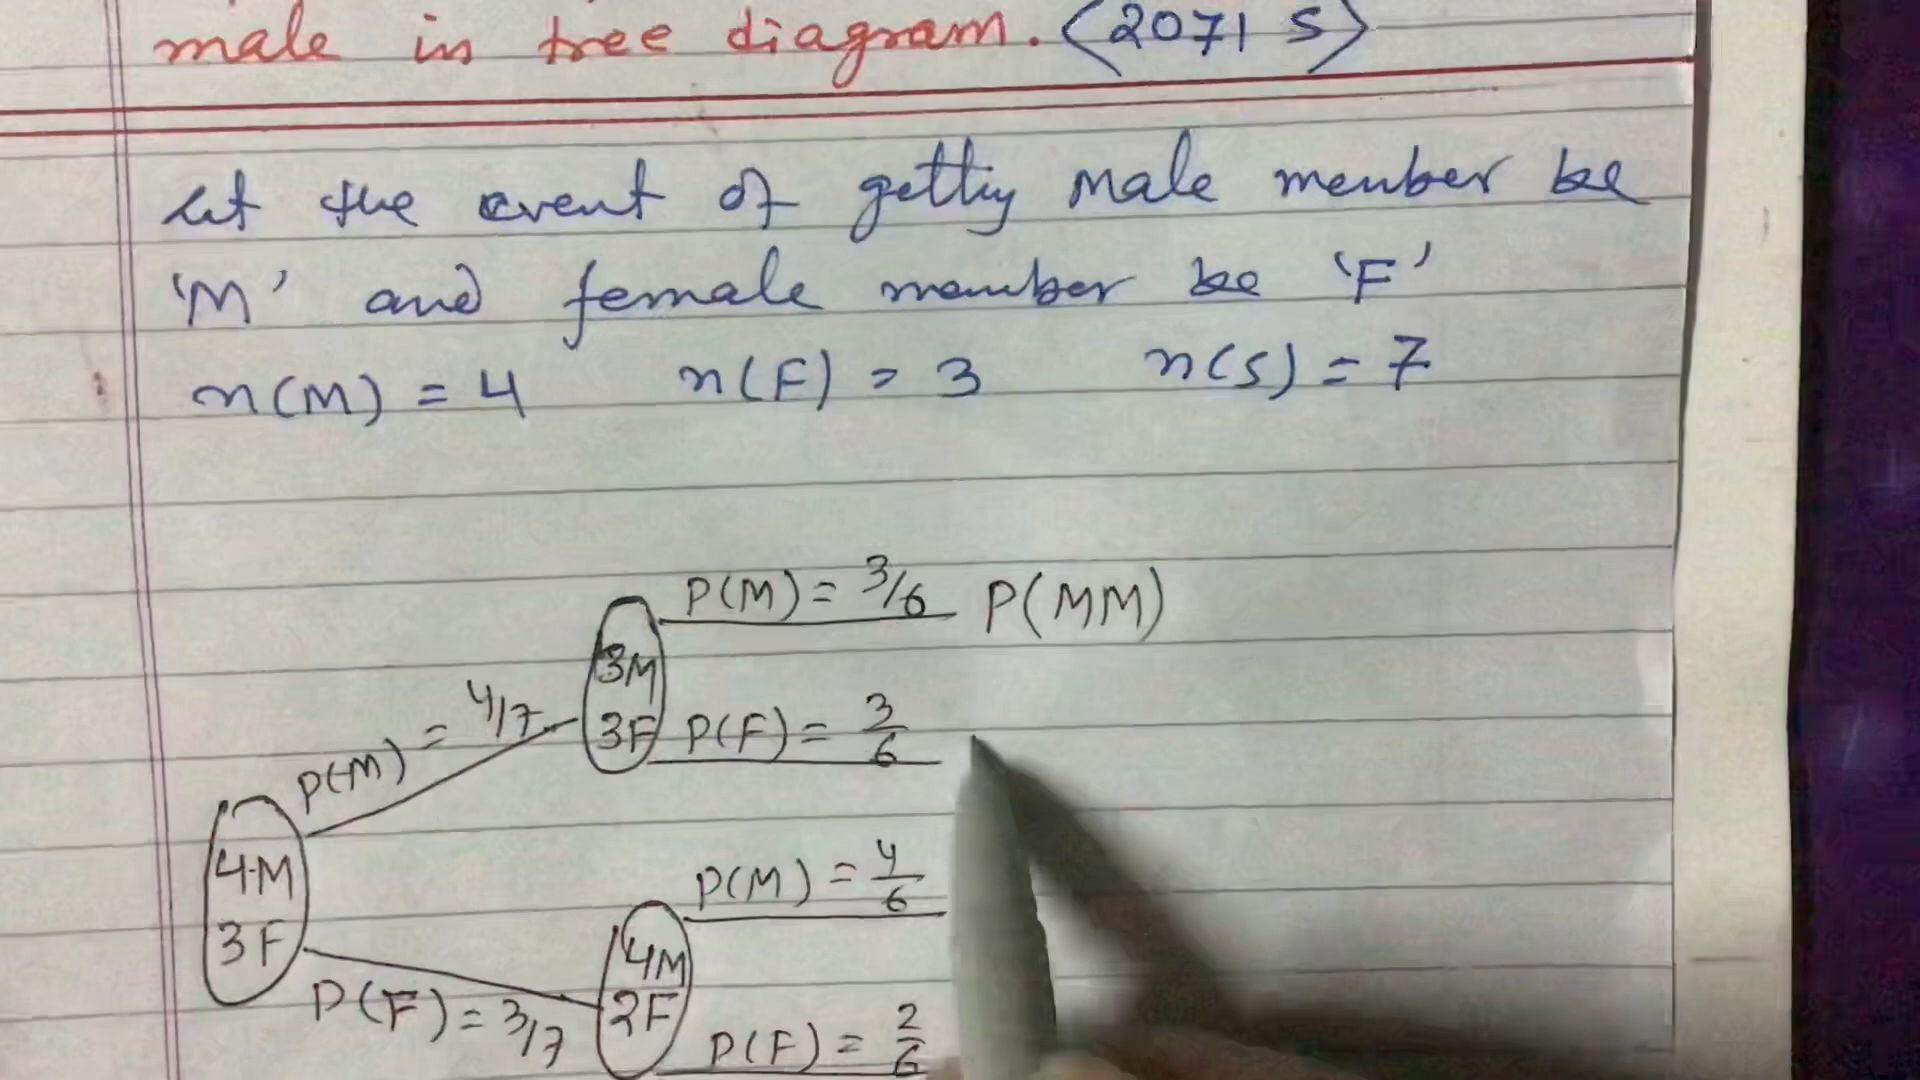 male in tree diagram. (2071 S)
let the event of getting male member be
'M' and female member be 'F'
n(M) = 4 n(F) = 3 n(S) = 7
P(M) = 3/6 P(MM)
3M
3F P(F) = 3/6
P(M) = 4/7
4M
3F
P(F) = 3/7
P(M) = 4/6
4M
2F
P(F) = 2/6